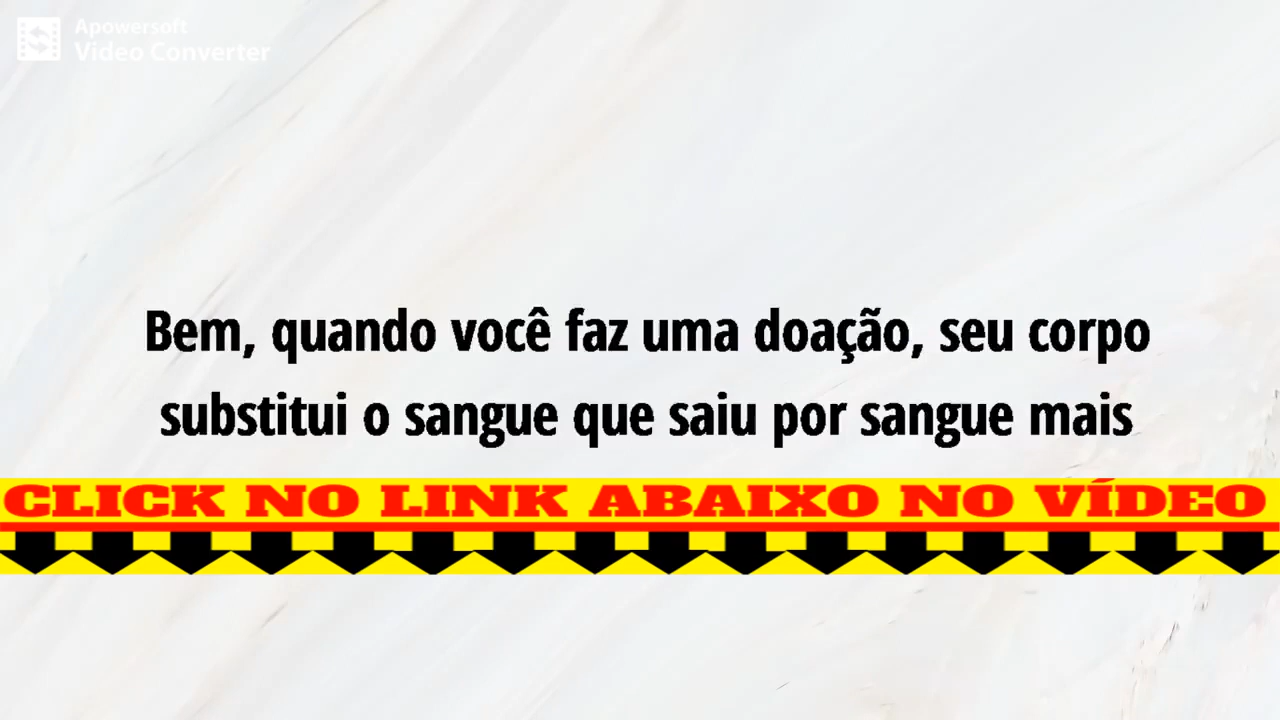 Apowersoft
Video Converter
Bem, quando você faz uma doação, seu corpo
substitui o sangue que saiu por sangue mais
CLICK NO LINK ABAIXO NO VÍDEO